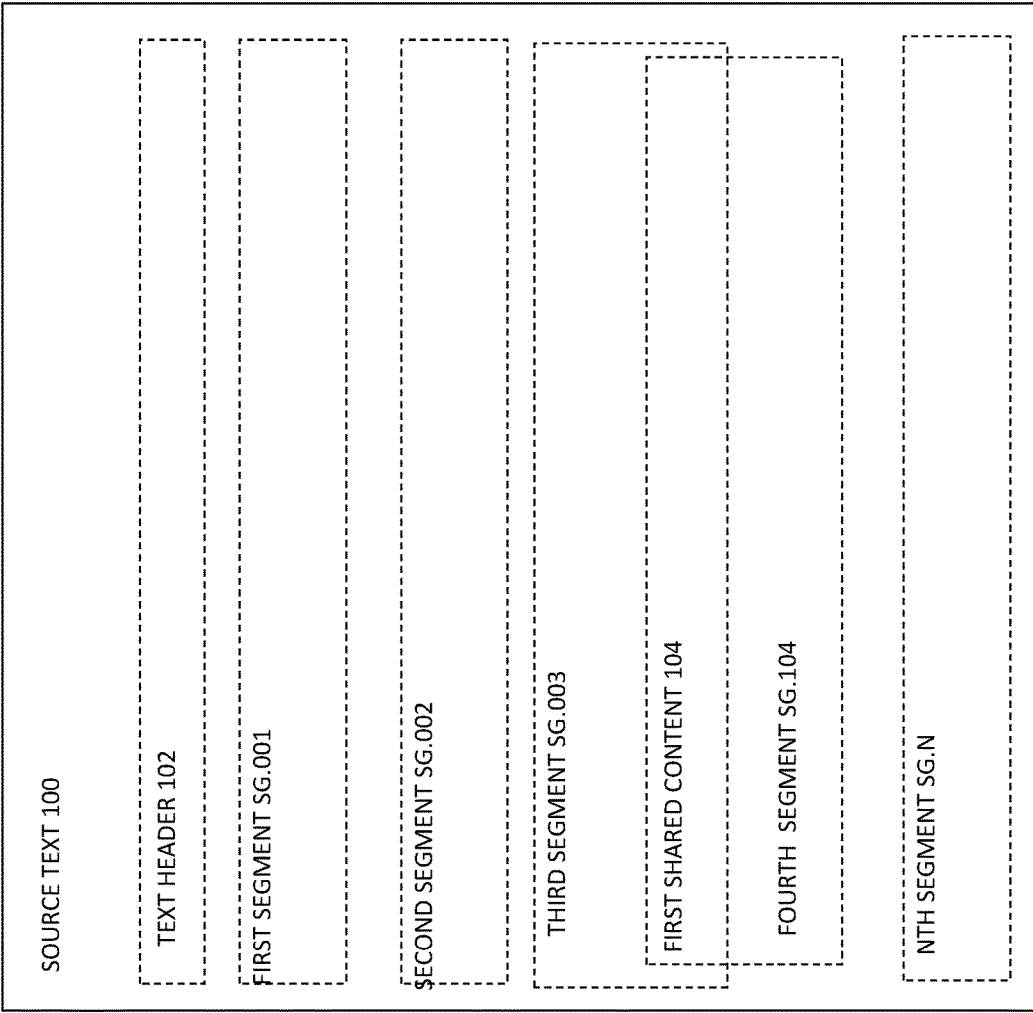 SOURCE TEXT 100
TEXT HEADER 102
FIRST SEGMENT SG.001
SECOND SEGMENT SG.002
THIRD SEGMENT SG.003
FIRST SHARED CONTENT 104
FOURTH SEGMENT SG.104
NTH SEGMENT SG.N